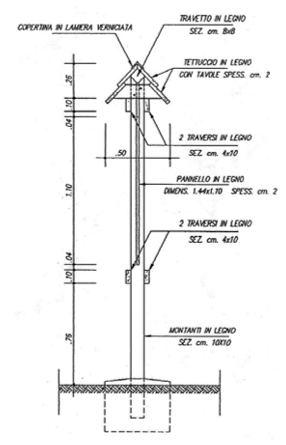 TRAVETTO IN LEGNO
SEZ. cm. 8x8
COPERTINA IN LAMIERA VERNICIATA
TETTUCCIO IN LEGNO
CON TAVOLE SPESS. cm. 2
.26
.10
.04
2 TRAVERSI IN LEGNO
SEZ. cm. 4x10
.50
PANNELLO IN LEGNO
DIMENS. 1.44x1.10 SPESS. cm. 2
1.10
2 TRAVERSI IN LEGNO
SEZ. cm. 4x10
.04
.10
MONTANTI IN LEGNO
SEZ. cm. 10x10
.76